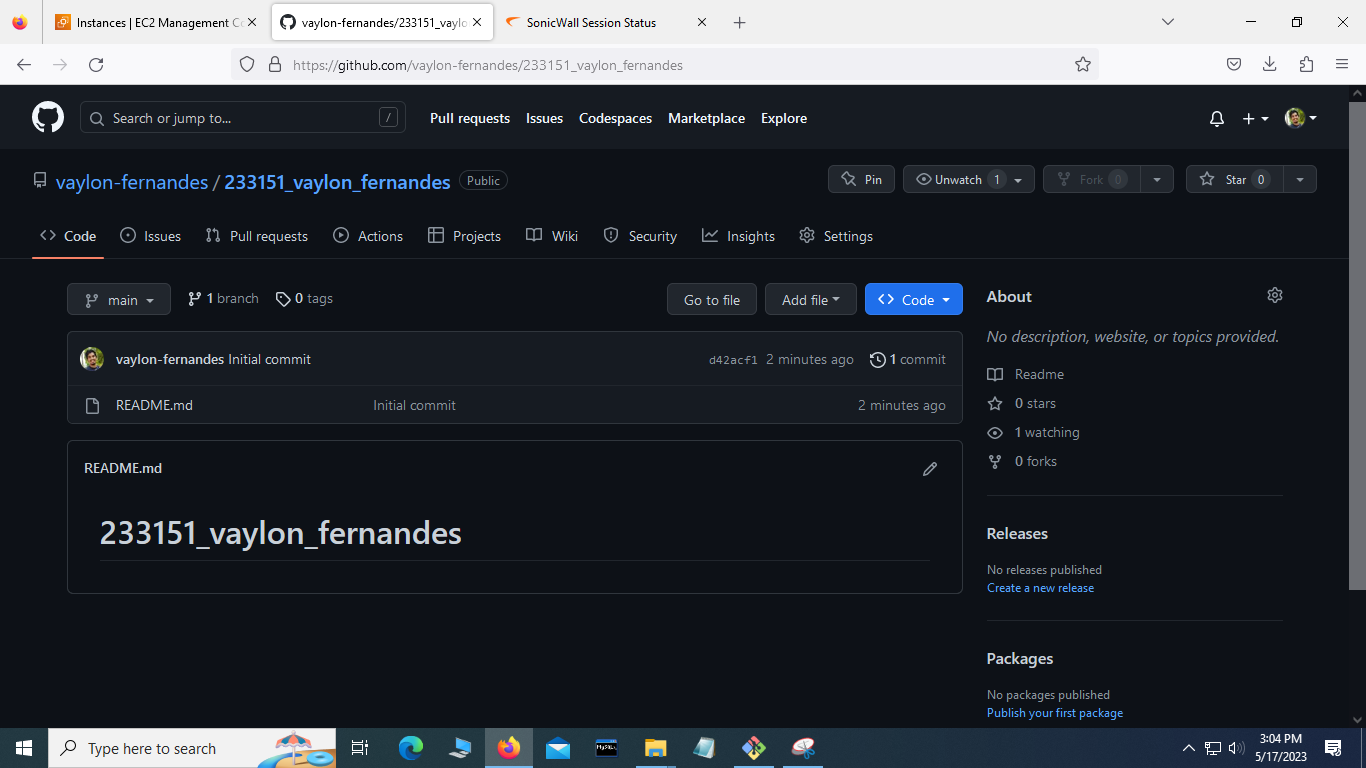 Instances | EC2 Management Co
vaylon-fernandes/233151_vaylo
SonicWall Session Status
https://github.com/vaylon-fernandes/233151_vaylon_fernandes
Search or jump to...
/
Pull requests
Issues
Codespaces
Marketplace
Explore
vaylon-fernandes / 233151_vaylon_fernandes
Public
Pin
Unwatch 1
Fork 0
Star 0
Code
Issues
Pull requests
Actions
Projects
Wiki
Security
Insights
Settings
main
1 branch
0 tags
Go to file
Add file
Code
vaylon-fernandes Initial commit
d42acf1 2 minutes ago
1 commit
README.md
Initial commit
2 minutes ago
README.md
233151_vaylon_fernandes
About
No description, website, or topics provided.
Readme
0 stars
1 watching
0 forks
Releases
No releases published
Create a new release
Packages
No packages published
Publish your first package
Type here to search
3:04 PM
5/17/2023